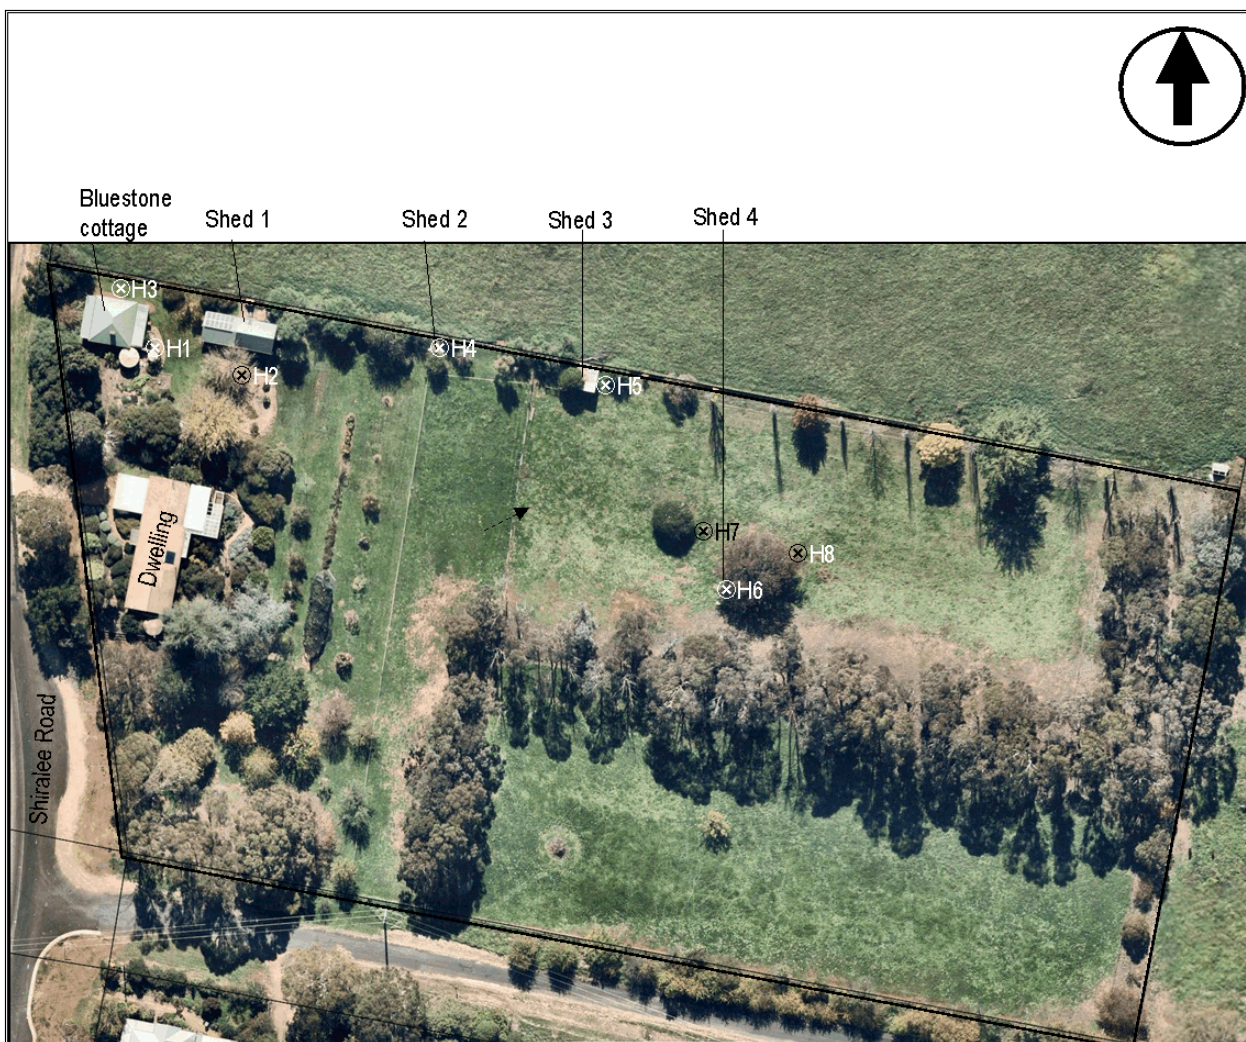 Bluestone
cottage
Shed 1
Shed 2
Shed 3
Shed 4
H3
H1
H2
H4
H5
H7
H8
H6
Dwelling
Shiralee Road